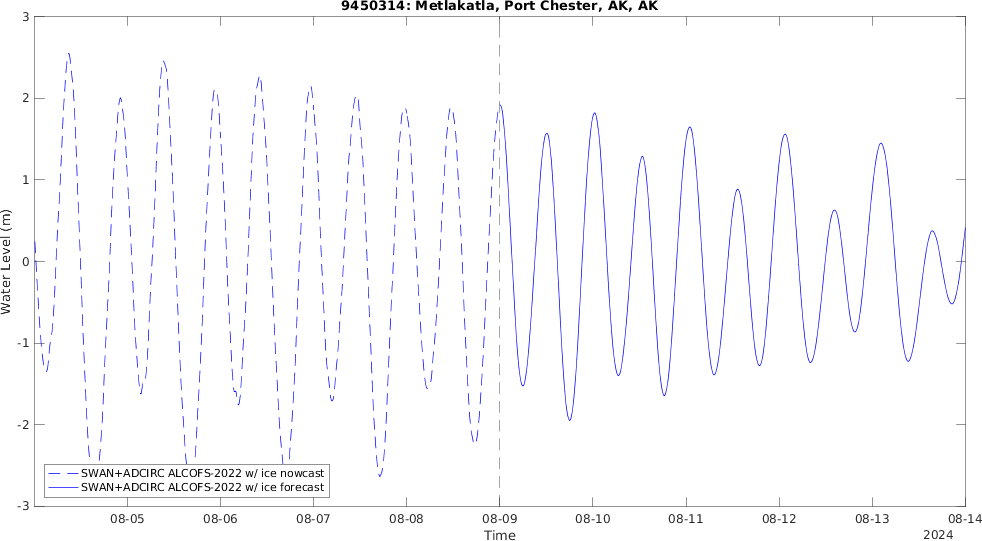 9450314: Metlakatla, Port Chester, AK, AK
3
2
1
0
-1
-2
-3
Water Level (m)
SWAN+ADCIRC ALCOFS-2022 w/ ice nowcast
SWAN+ADCIRC ALCOFS-2022 w/ ice forecast
08-05 08-06 08-07 08-08 08-09 08-10 08-11 08-12 08-13 08-14
Time
2024